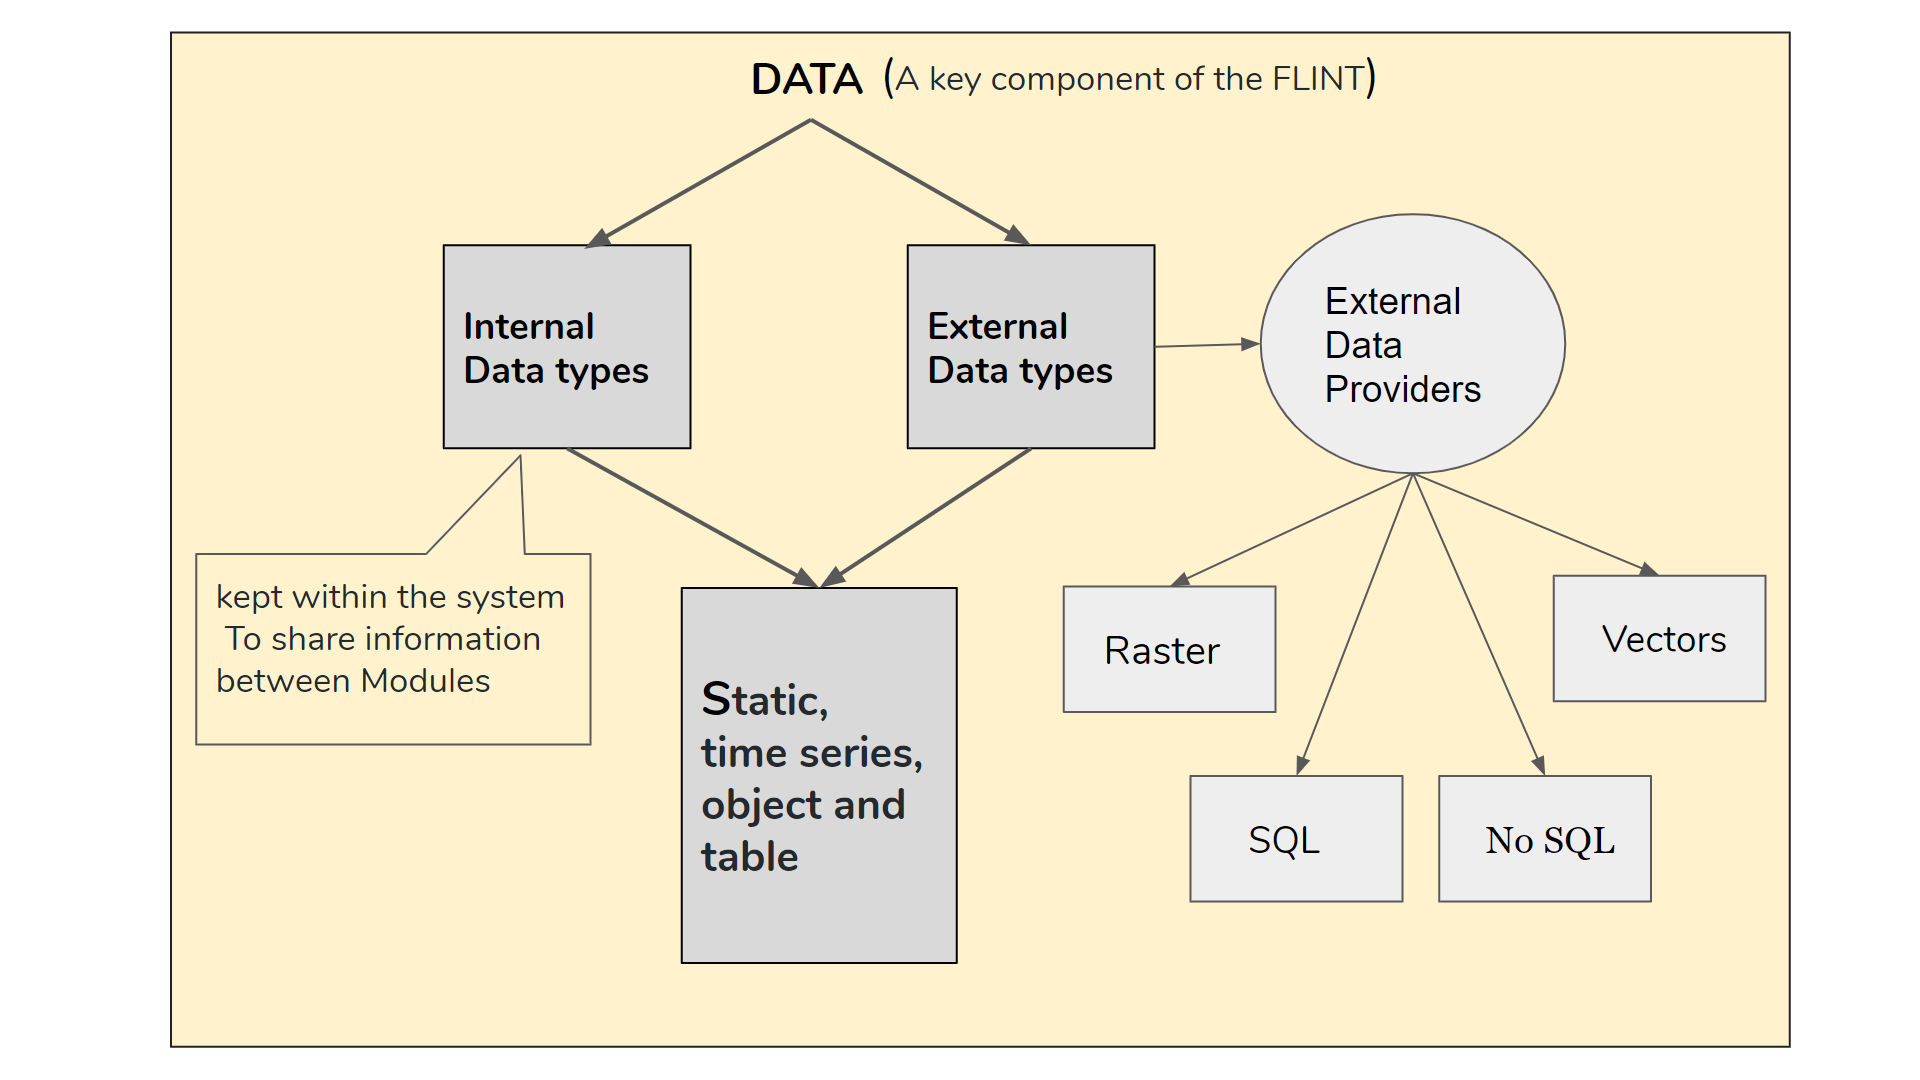 DATA (A key component of the FLINT)
Internal
Data types
External
Data types
External
Data
Providers
kept within the system
To share information
between Modules
Static,
time series,
object and
table
Raster
Vectors
SQL
No SQL